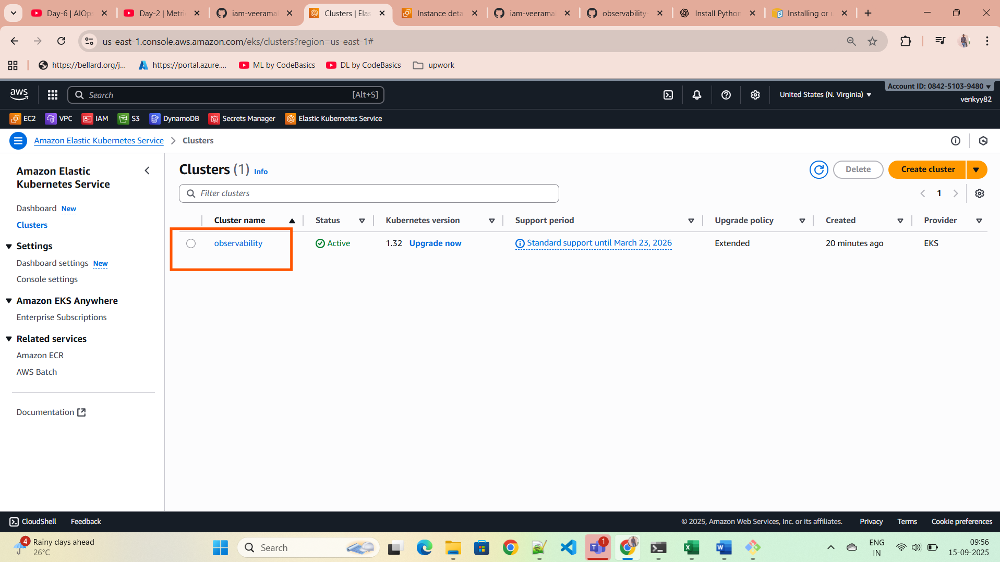 Day-6 | AIOps
Day-2 | Metri
iam-veeramal
Clusters | Elas
Instance deta
iam-veeramal
observability-
Install Python
Installing or u
us-east-1.console.aws.amazon.com/eks/clusters?region=us-east-1#
https://bellard.org/j...
https://portal.azure....
ML by CodeBasics
DL by CodeBasics
upwork
aws
Search
[Alt+S]
United States (N. Virginia)
Account ID: 0842-5103-9480
venkyy82
EC2
VPC
IAM
S3
DynamoDB
Secrets Manager
Elastic Kubernetes Service
Amazon Elastic Kubernetes Service
Clusters
Amazon Elastic
Kubernetes Service
Dashboard New
Clusters
Settings
Dashboard settings New
Console settings
Amazon EKS Anywhere
Enterprise Subscriptions
Related services
Amazon ECR
AWS Batch
Documentation
Clusters (1) Info
Delete
Create cluster
Filter clusters
1
Cluster name
Status
Kubernetes version
Support period
Upgrade policy
Created
Provider
observability
Active
1.32 Upgrade now
Standard support until March 23, 2026
Extended
20 minutes ago
EKS
CloudShell
Feedback
© 2025, Amazon Web Services, Inc. or its affiliates.
Privacy
Terms
Cookie preferences
4
Rainy days ahead
26°C
Search
1
ENG
IN
09:56
15-09-2025